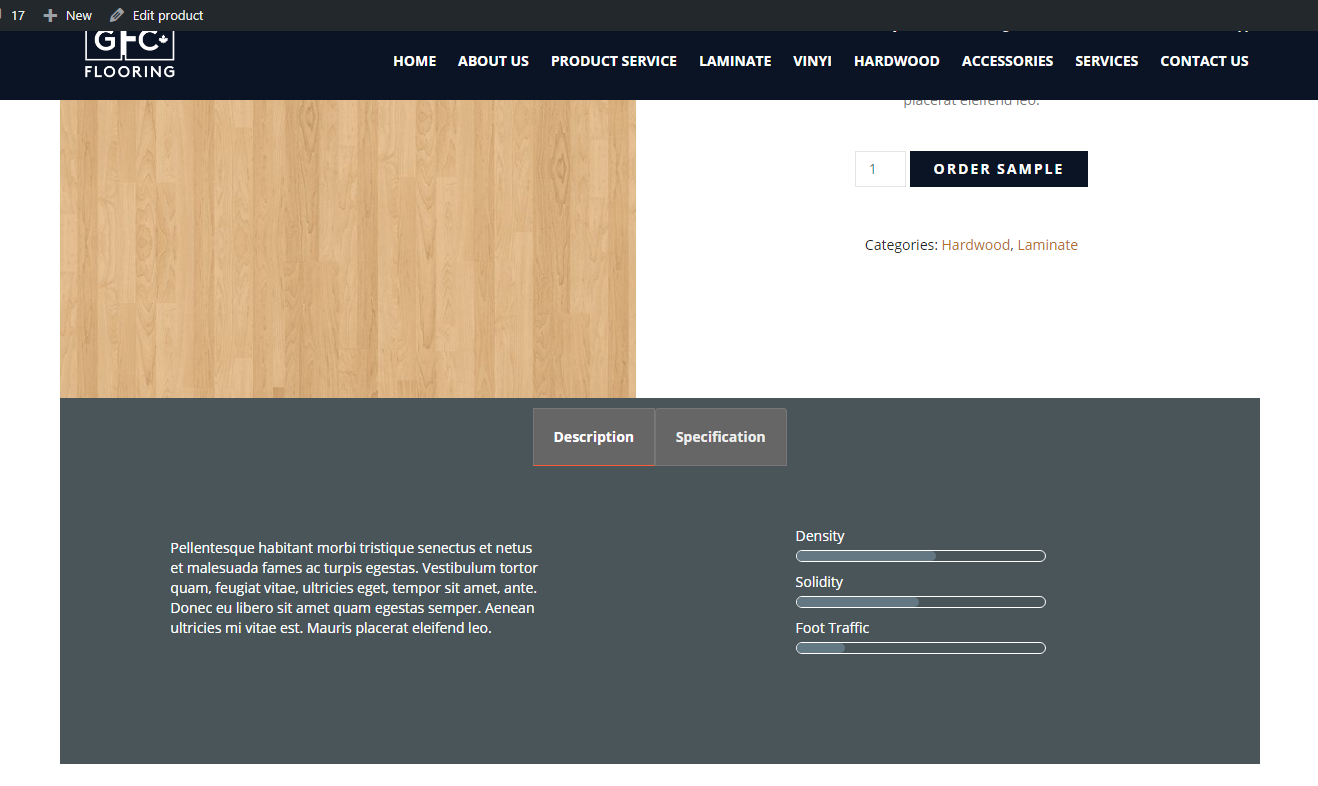 17 New Edit product
GFC
FLOORING
HOME ABOUT US PRODUCT SERVICE LAMINATE VINYI HARDWOOD ACCESSORIES SERVICES CONTACT US
placerat eleifend leo.
1 ORDER SAMPLE
Categories: Hardwood, Laminate
Description Specification
Pellentesque habitant morbi tristique senectus et netus
et malesuada fames ac turpis egestas. Vestibulum tortor
quam, feugiat vitae, ultricies eget, tempor sit amet, ante.
Donec eu libero sit amet quam egestas semper. Aenean
ultricies mi vitae est. Mauris placerat eleifend leo.
Density
Solidity
Foot Traffic